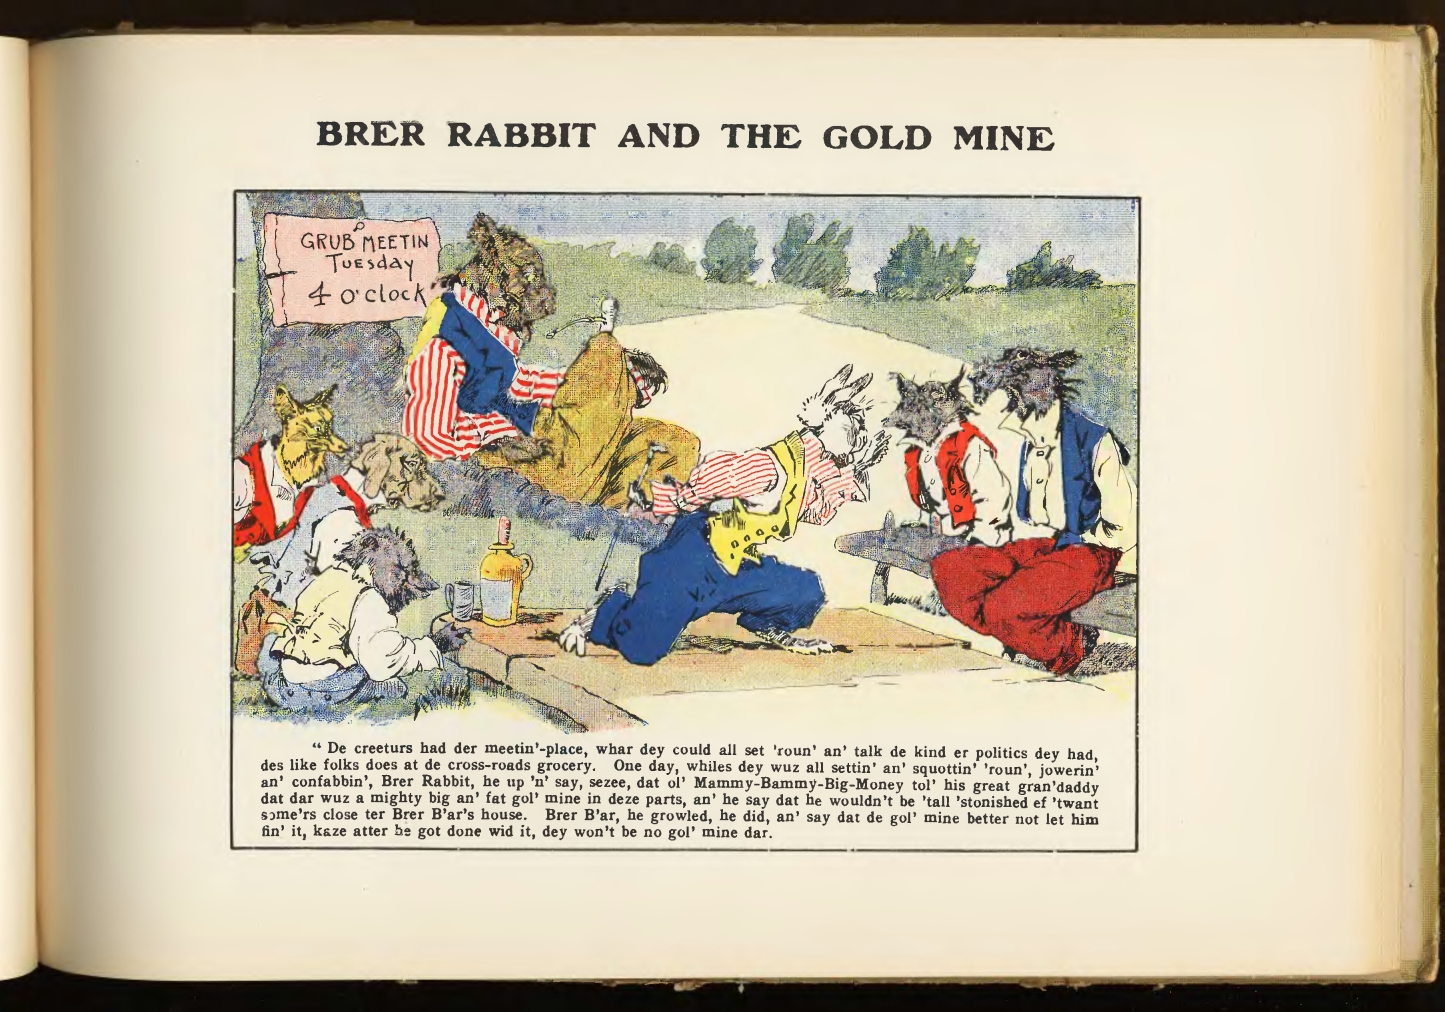 BRER RABBIT AND THE GOLD MINE
GRUB MEETIN
TUESday
4 O'clock
“ De creeturs had der meetin’-place, whar dey could all set ’roun’ an’ talk de kind er politics dey had,
des like folks does at de cross-roads grocery. One day, whiles dey wuz all settin’ an’ squottin’ ’roun’, jowerin’
an’ confabbin’, Brer Rabbit, he up ’n’ say, sezee, dat ol’ Mammy-Bammy-Big-Money tol’ his great gran’daddy
dat dar wuz a mighty big an’ fat gol’ mine in deze parts, an’ he say dat he wouldn’t be ’tall ’stonished ef ’twant
some’rs close ter Brer B’ar’s house. Brer B’ar, he growled, he did, an’ say dat de gol’ mine better not let him
fin’ it, kaze atter he got done wid it, dey won’t be no gol’ mine dar.